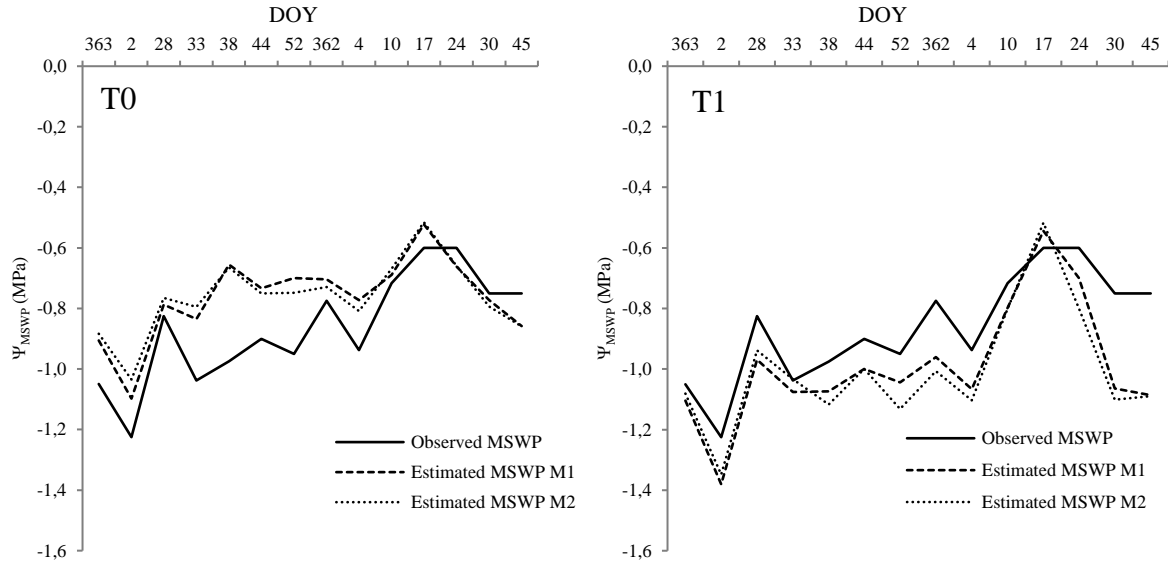 DOY
363 2 28 33 38 44 52 362 4 10 17 24 30 45
0,0
T0
-0,2
-0,4
-0,6
-0,8
-1,0
-1,2
-1,4
-1,6
ΨMSWP (MPa)
Observed MSWP
Estimated MSWP M1
Estimated MSWP M2
DOY
363 2 28 33 38 44 52 362 4 10 17 24 30 45
0,0
T1
-0,2
-0,4
-0,6
-0,8
-1,0
-1,2
-1,4
-1,6
ΨMSWP (MPa)
Observed MSWP
Estimated MSWP M1
Estimated MSWP M2